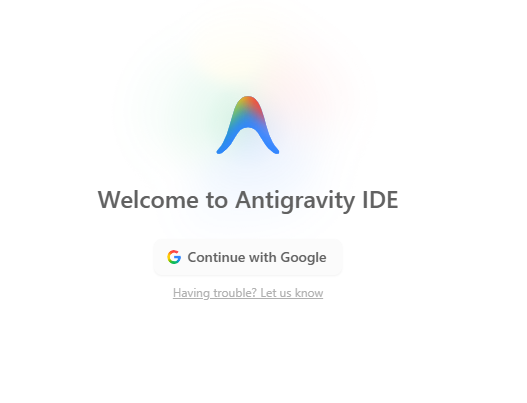 Welcome to Antigravity IDE
Continue with Google
Having trouble? Let us know